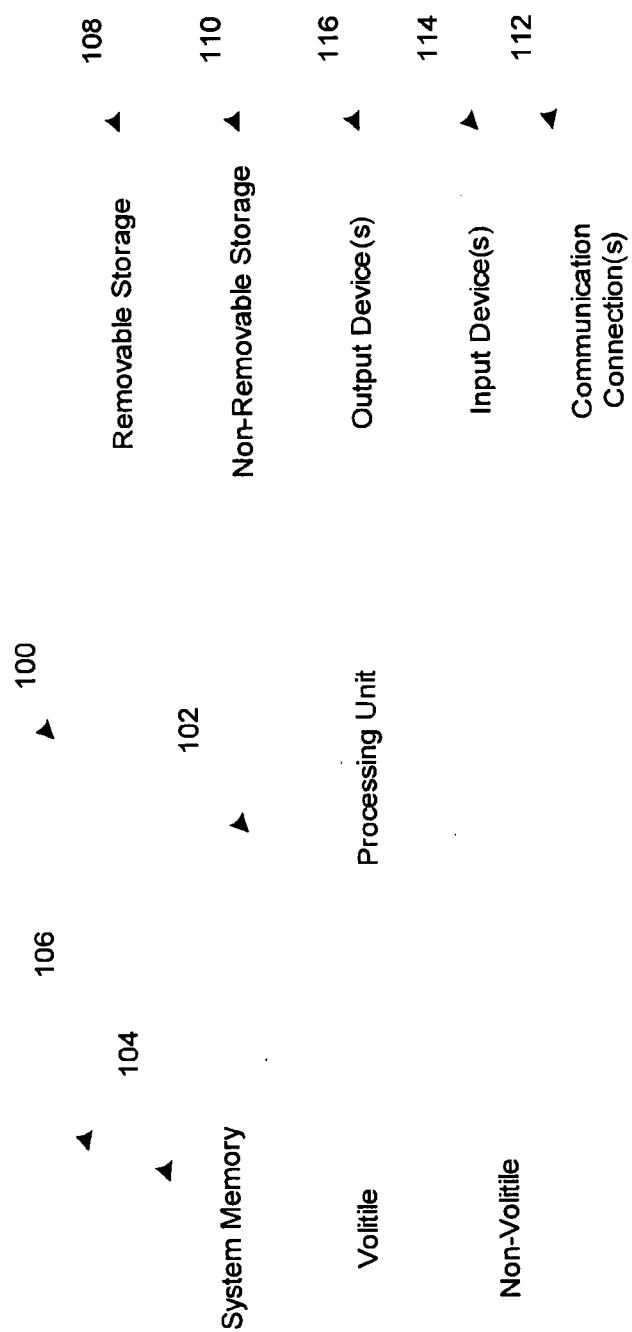 100
106
108
104
Removable Storage
102
110
System Memory
Non-Removable Storage
116
Volitile
Processing Unit
Output Device(s)
114
Input Device(s)
Non-Volitile
112
Communication
Connection(s)